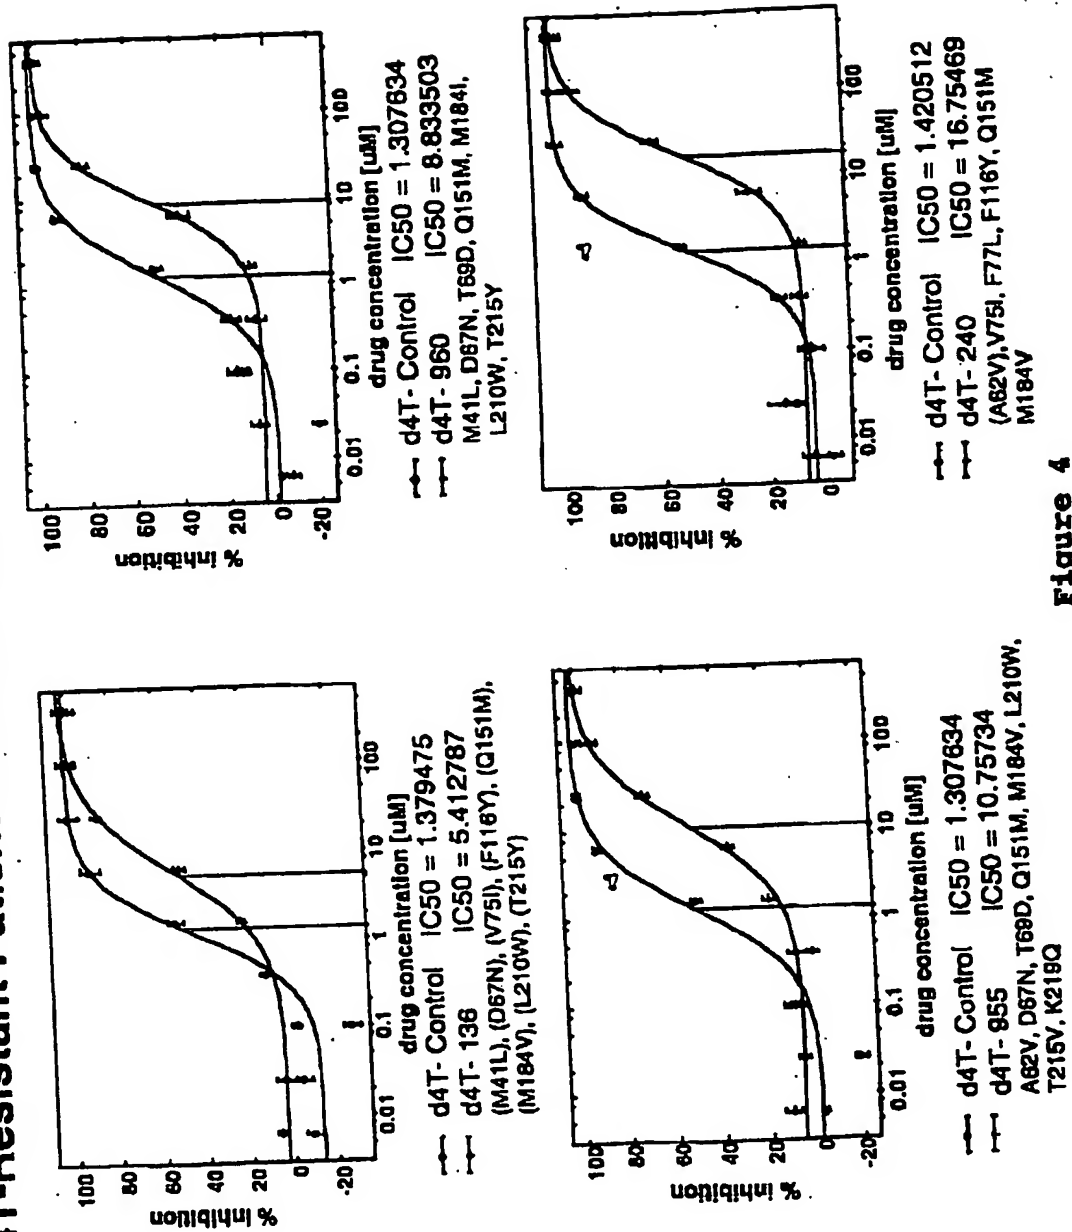 100
80
60
40
20
0
-20
% inhibition
0.01
0.1
1
10
100
drug concentration [uM]
d4T- Control IC50 = 1.379475
d4T- 136 IC50 = 5.412787
(M41L), (D67N), (V75I), (F116Y), (Q151M),
(M184V), (L210W), (T215Y)
100
80
60
40
20
0
-20
% inhibition
0.01
0.1
1
10
100
drug concentration [uM]
d4T- Control IC50 = 1.307634
d4T- 960 IC50 = 8.833503
M41L, D67N, T69D, Q151M, M184I,
L210W, T215Y
100
80
60
40
20
0
-20
% inhibition
0.01
0.1
1
10
100
drug concentration [uM]
d4T- Control IC50 = 1.307634
d4T- 955 IC50 = 10.75734
A62V, D67N, T69D, Q151M, M184V, L210W,
T215V, K219Q
100
80
60
40
20
0
% inhibition
0.01
0.1
1
10
100
drug concentration [uM]
d4T- Control IC50 = 1.420512
d4T- 240 IC50 = 16.75469
(A62V),V75I, F77L, F116Y, Q151M
M184V
Figure 4